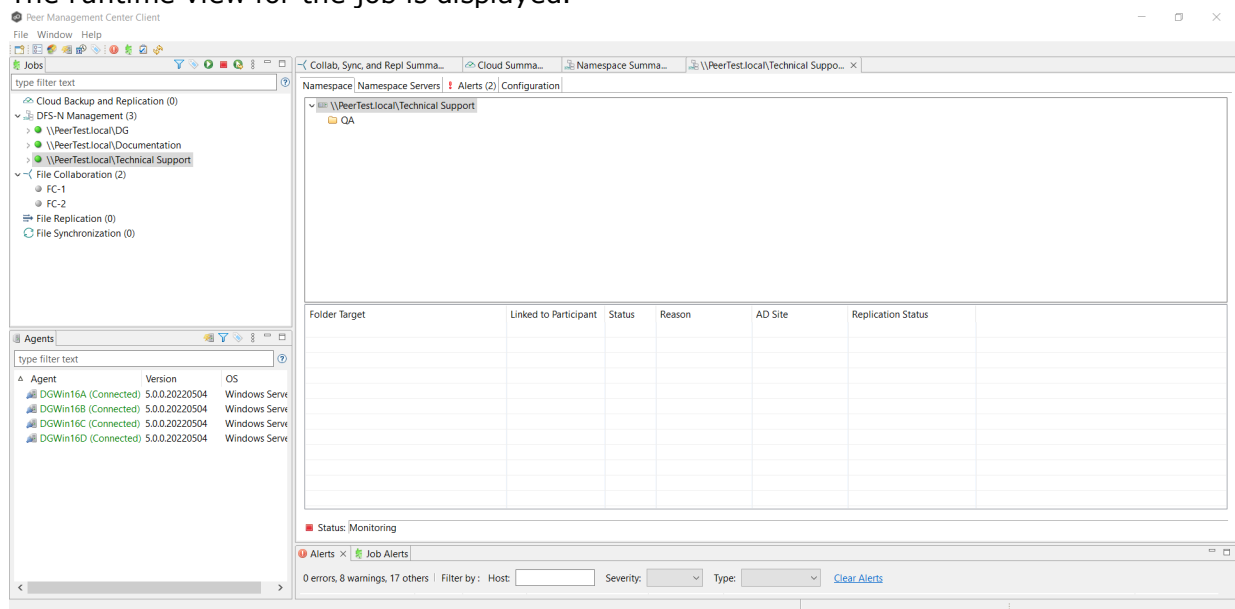 The runtime view for the job is displayed.
Peer Management Center Client
File Window Help
Jobs
type filter text
Cloud Backup and Replication (0)
DFS-N Management (3)
\\PeerTest.local\DG
\\PeerTest.local\Documentation
\\PeerTest.local\Technical Support
File Collaboration (2)
FC-1
FC-2
File Replication (0)
File Synchronization (0)
Agents
type filter text
Agent Version OS
DGWin16A (Connected) 5.0.0.20220504 Windows Serve
DGWin16B (Connected) 5.0.0.20220504 Windows Serve
DGWin16C (Connected) 5.0.0.20220504 Windows Serve
DGWin16D (Connected) 5.0.0.20220504 Windows Serve
Collab, Sync, and Repl Summa... Cloud Summa... Namespace Summa... \\PeerTest.local\Technical Suppo...
Namespace Namespace Servers Alerts (2) Configuration
\\PeerTest.local\Technical Support
QA
Folder Target Linked to Participant Status Reason AD Site Replication Status
Status: Monitoring
Alerts Job Alerts
0 errors, 8 warnings, 17 others Filter by : Host: Severity: Type: Clear Alerts